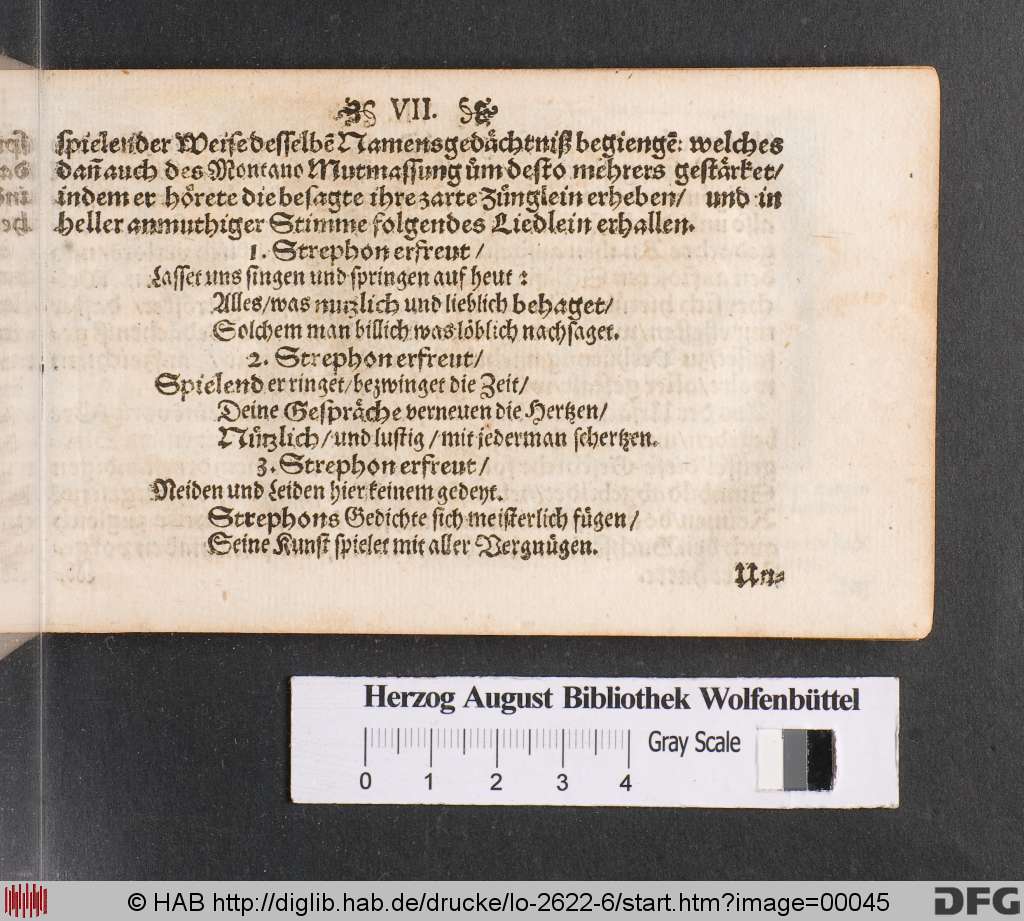 VII.
spielender Weise desselbẽ Namensgedächtniß begiengẽ: welches
dañ auch des Montano Mutmassung üm desto mehrers gestärket/
indem er hörete die besagte ihre zarte Zünglein erheben/ und in
heller anmuthiger Stimme folgendes Liedlein erhallen.
1. Strephon erfreut/
Lasset uns singen und springen auf heut:
Alles/ was nutzlich und lieblich behaget/
Solchem man billich was löblich nachsaget.
2. Strephon erfreut/
Spielend erringet/ bezwinget die Zeit/
Deine Gespräche verneuen die Hertzen/
Nützlich/ und lustig/ mit jederman schertzen.
3. Strephon erfreut/
Neiden und Leiden hier keinem gedeyt.
Strephons Gedichte sich meisterlich fügen/
Seine Kunst spielet mit aller Vergnügen.
Un-
Herzog August Bibliothek Wolfenbüttel
0 1 2 3 4 Gray Scale
© HAB http://diglib.hab.de/drucke/lo-2622-6/start.htm?image=00045 DFG